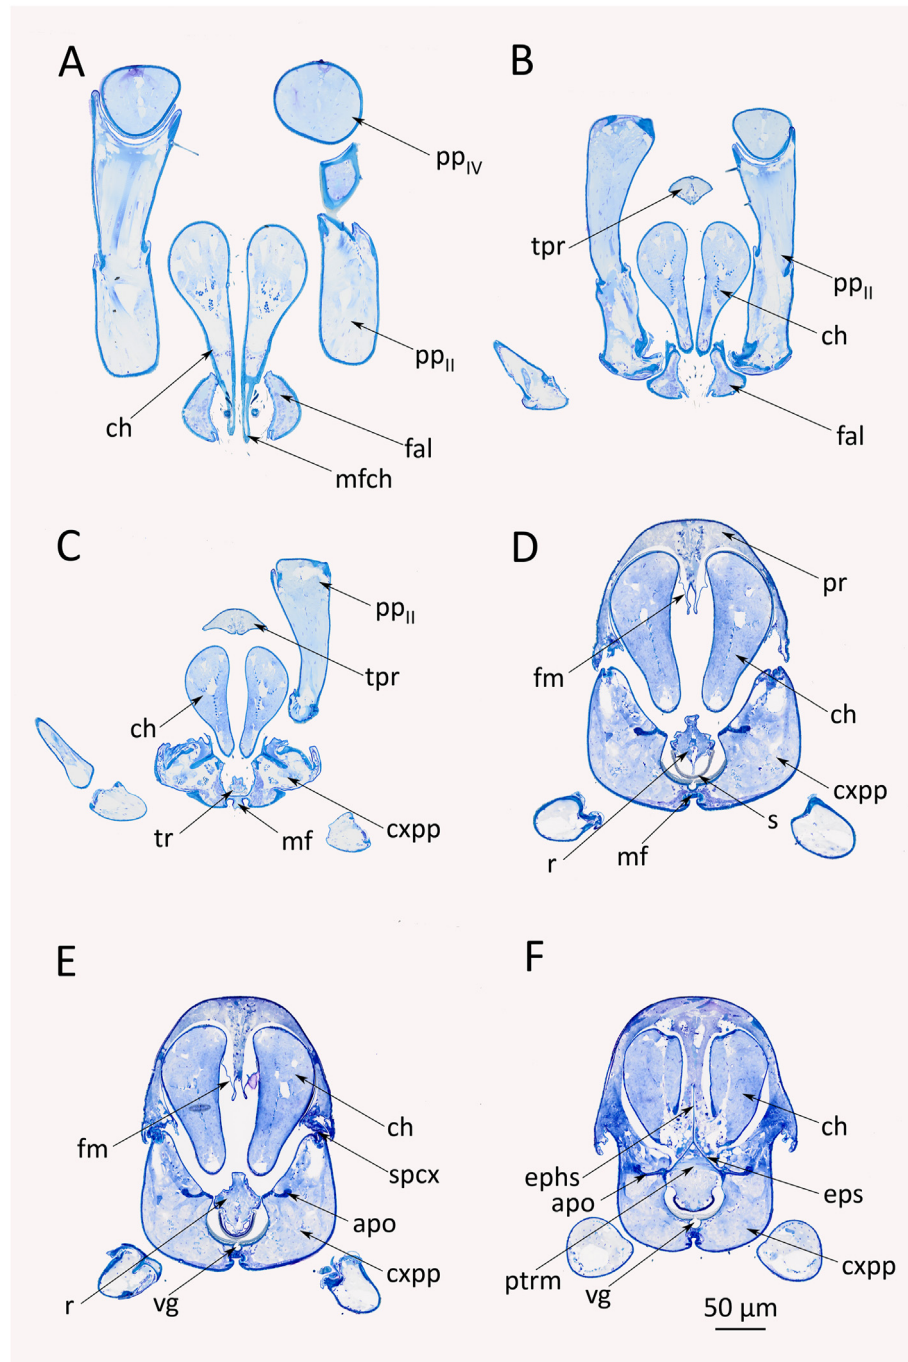 A
B
pp_IV
tpr
pp_II
ch
pp_II
ch
fal
mfch
fal
C
D
pr
pp_II
tpr
fm
ch
ch
cxpp
s
tr
mf
cxpp
r
mf
E
F
fm
ch
ch
spcx
ephs
apo
eps
apo
cxpp
ptrm
cxpp
r
vg
vg
50 µm